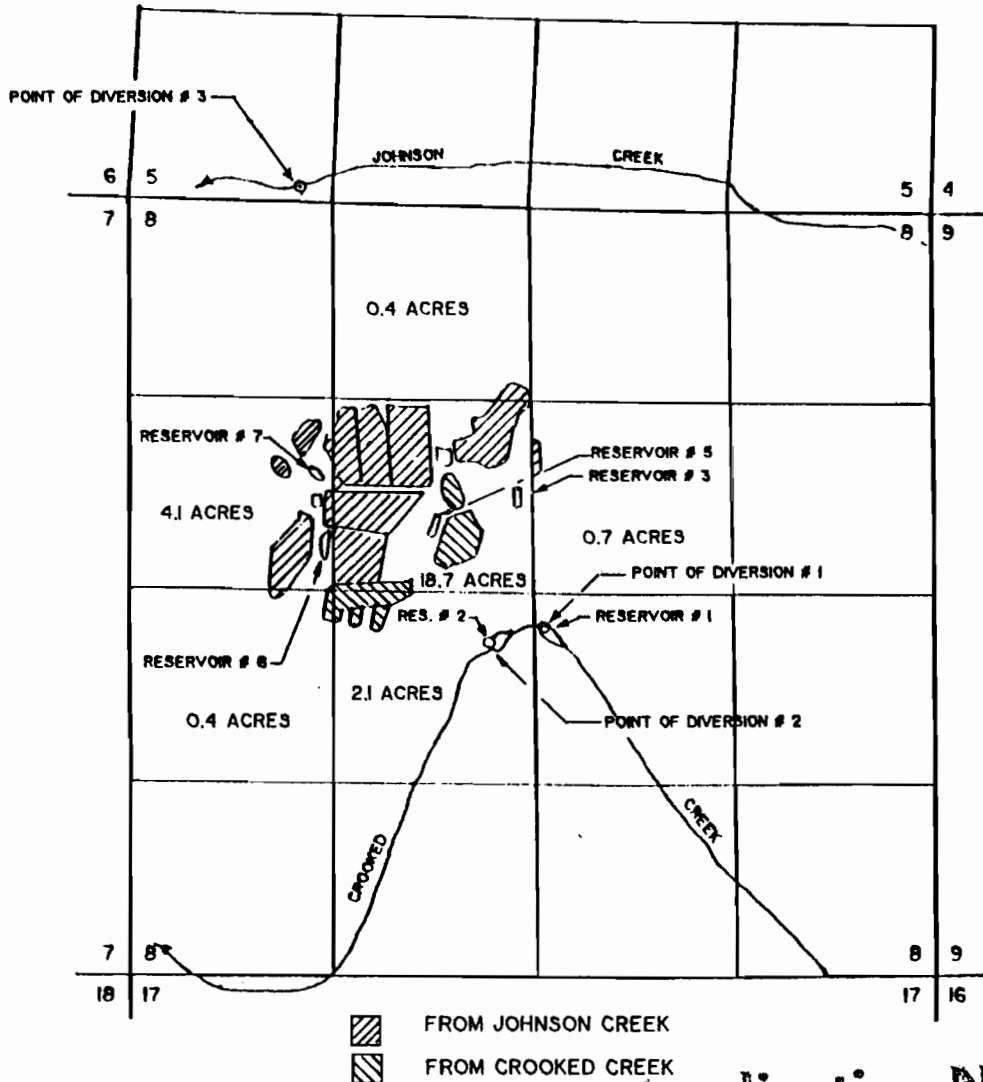 POINT OF DIVERSION # 3
JOHNSON CREEK
6 5
5 4
7 8
8 9
0.4 ACRES
RESERVOIR # 7
RESERVOIR # 5
RESERVOIR # 3
4.1 ACRES
0.7 ACRES
18.7 ACRES
POINT OF DIVERSION # 1
RES. # 2
RESERVOIR # 1
RESERVOIR # 6
2.1 ACRES
0.4 ACRES
POINT OF DIVERSION # 2
CROOKED
CREEK
7 8
8 9
18 17
17 16
FROM JOHNSON CREEK
FROM CROOKED CREEK